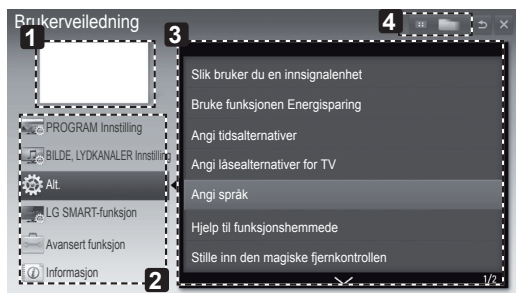 Brukerveiledning
4
1
3
Slik bruker du en innsignalenhet
Bruke funksjonen Energisparing
Angi tidsalternativer
Angi låsealternativer for TV
Angi språk
Hjelp til funksjonshemmede
Stille inn den magiske fjernkontrollen
1/2
PROGRAM Innstilling
BILDE, LYDKANALER Innstilling
Alt.
LG SMART-funksjon
Avansert funksjon
Informasjon
2